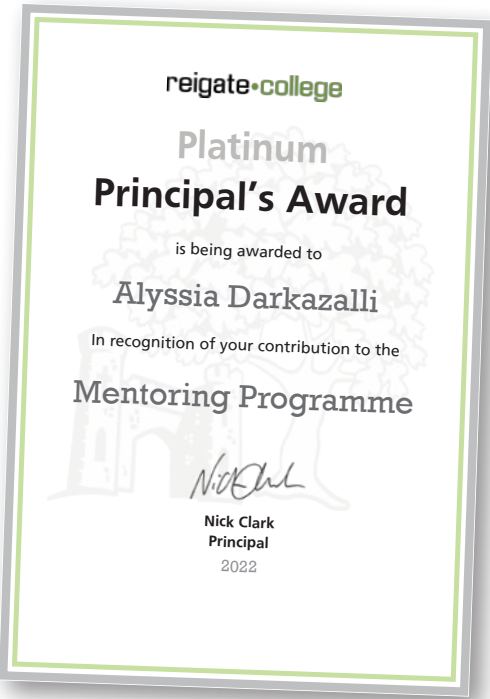 reigate•college
Platinum
Principal's Award
is being awarded to
Alyssia Darkazalli
In recognition of your contribution to the
Mentoring Programme
Nick Clark
Principal
2022